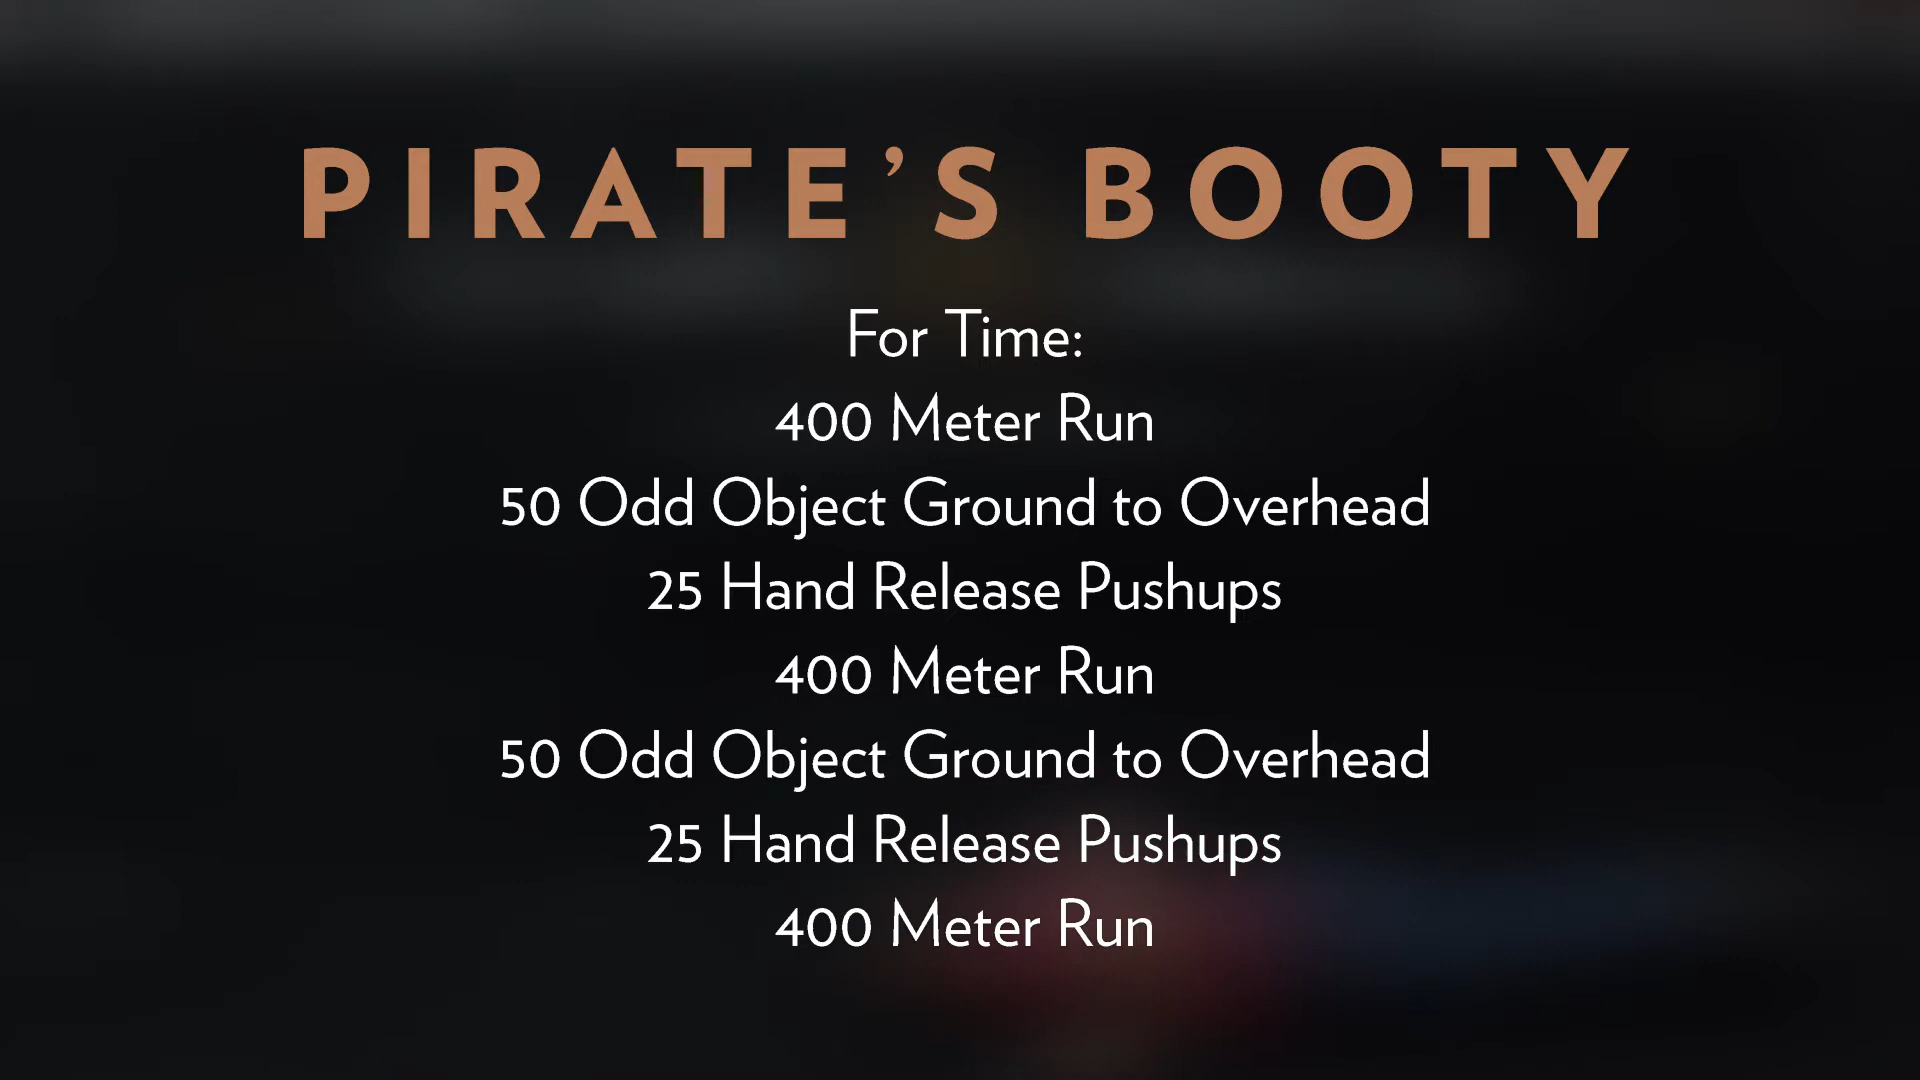 PIRATE’S BOOTY
For Time:
400 Meter Run
50 Odd Object Ground to Overhead
25 Hand Release Pushups
400 Meter Run
50 Odd Object Ground to Overhead
25 Hand Release Pushups
400 Meter Run